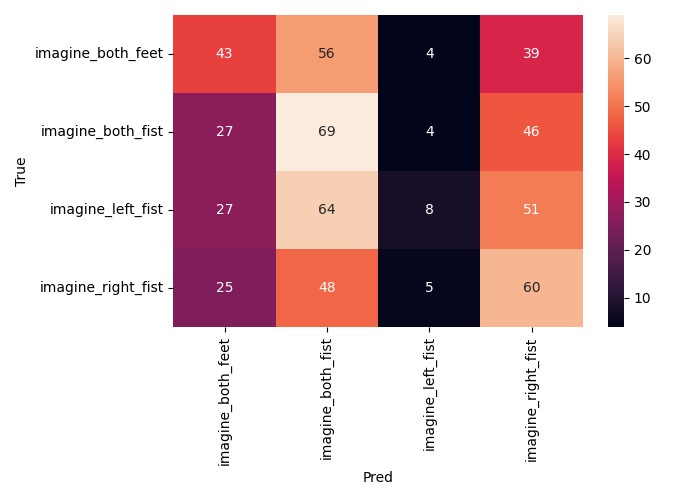 imagine_both_feet 43 56 4 39
imagine_both_fist 27 69 4 46
imagine_left_fist 27 64 8 51
imagine_right_fist 25 48 5 60
True
imagine_both_feet
imagine_both_fist
imagine_left_fist
imagine_right_fist
Pred
60
50
40
30
20
10